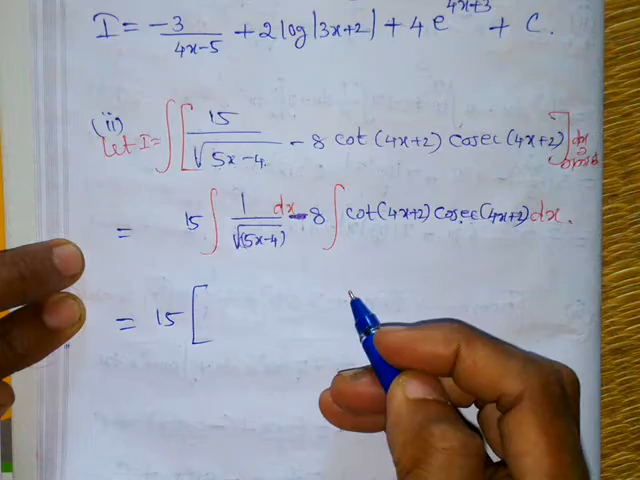 I = -3/(4x-5) + 2 log|3x+2| + 4 e^(4x+3) + C.
(ii) Let I = ∫[15/√(5x-4) - 8 cot(4x+2) cosec(4x+2)] dx
= 15 ∫ 1/√(5x-4) dx - 8 ∫ cot(4x+2) cosec(4x+2) dx.
= 15 [